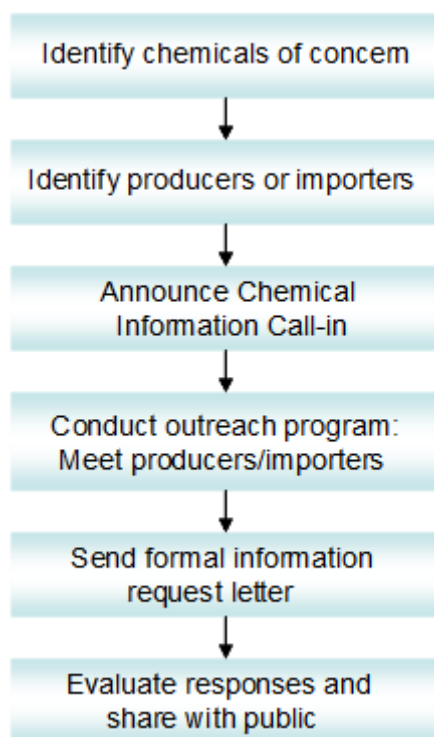 Identify chemicals of concern
Identify producers or importers
Announce Chemical
Information Call-in
Conduct outreach program:
Meet producers/importers
Send formal information
request letter
Evaluate responses and
share with public